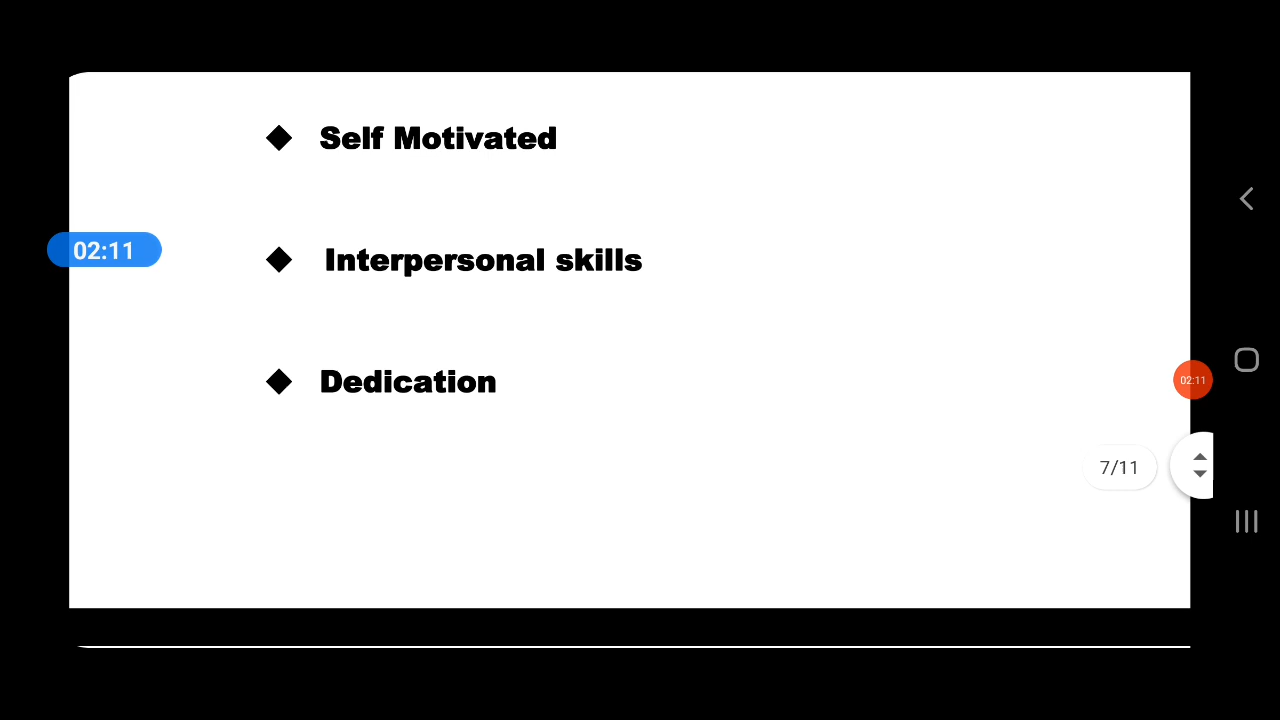 ◆ Self Motivated
02:11
◆ Interpersonal skills
◆ Dedication
02:11
7/11